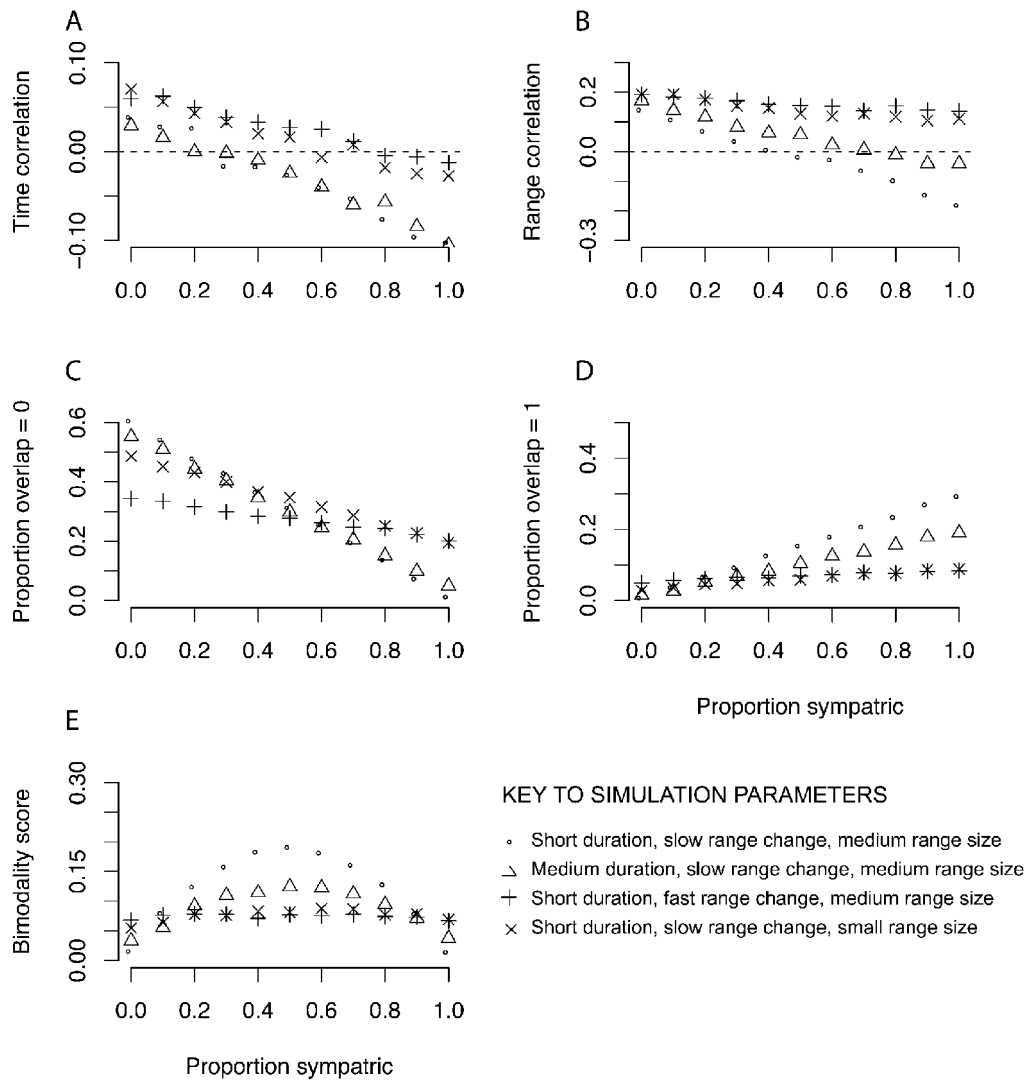 A
Time correlation
0.10
0.00
−0.10
0.0 0.2 0.4 0.6 0.8 1.0
B
Range correlation
0.2
0.0
−0.3
0.0 0.2 0.4 0.6 0.8 1.0
C
Proportion overlap = 0
0.6
0.4
0.2
0.0
0.0 0.2 0.4 0.6 0.8 1.0
D
Proportion overlap = 1
0.4
0.2
0.0
0.0 0.2 0.4 0.6 0.8 1.0
Proportion sympatric
E
Bimodality score
0.30
0.15
0.00
0.0 0.2 0.4 0.6 0.8 1.0
Proportion sympatric
KEY TO SIMULATION PARAMETERS
Short duration, slow range change, medium range size
Medium duration, slow range change, medium range size
Short duration, fast range change, medium range size
Short duration, slow range change, small range size